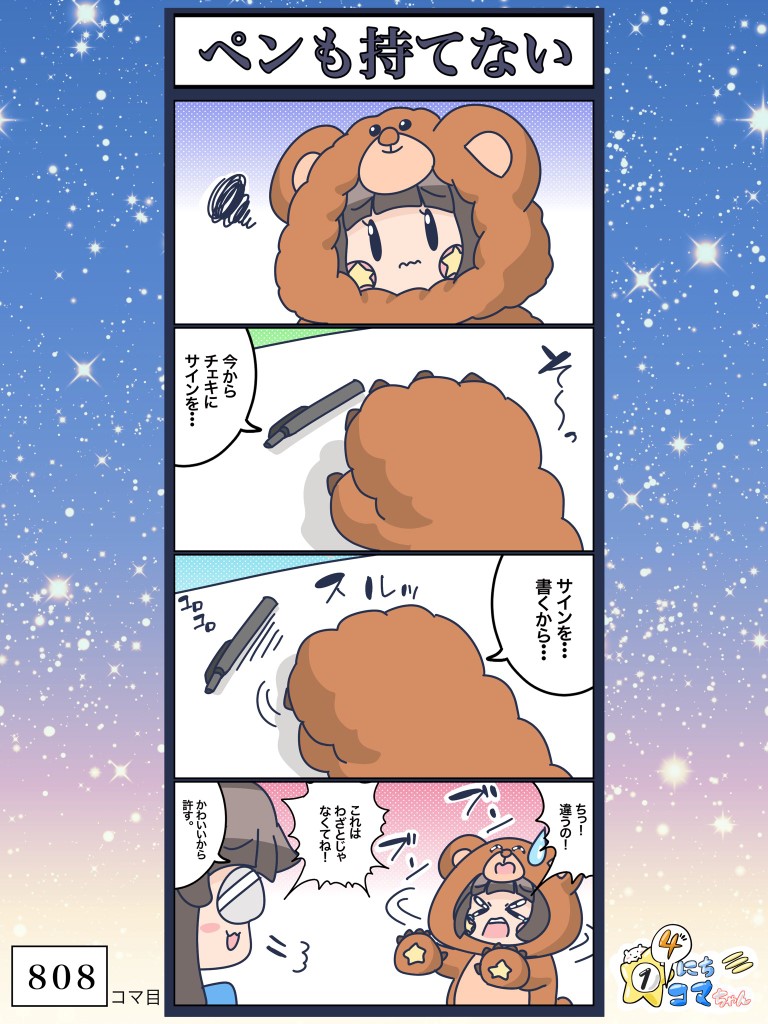 ペンも持てない
今から
チェキに
サインを…
そ〜っ
サインを…
書くから…
スルッ
コロ
コロ
ちっ!
違うの!
ブン
ブン
これは
わざとじゃ
なくてね!
かわいいから
許す。
808
コマ目
1
4
にち
コマ
ちゃん